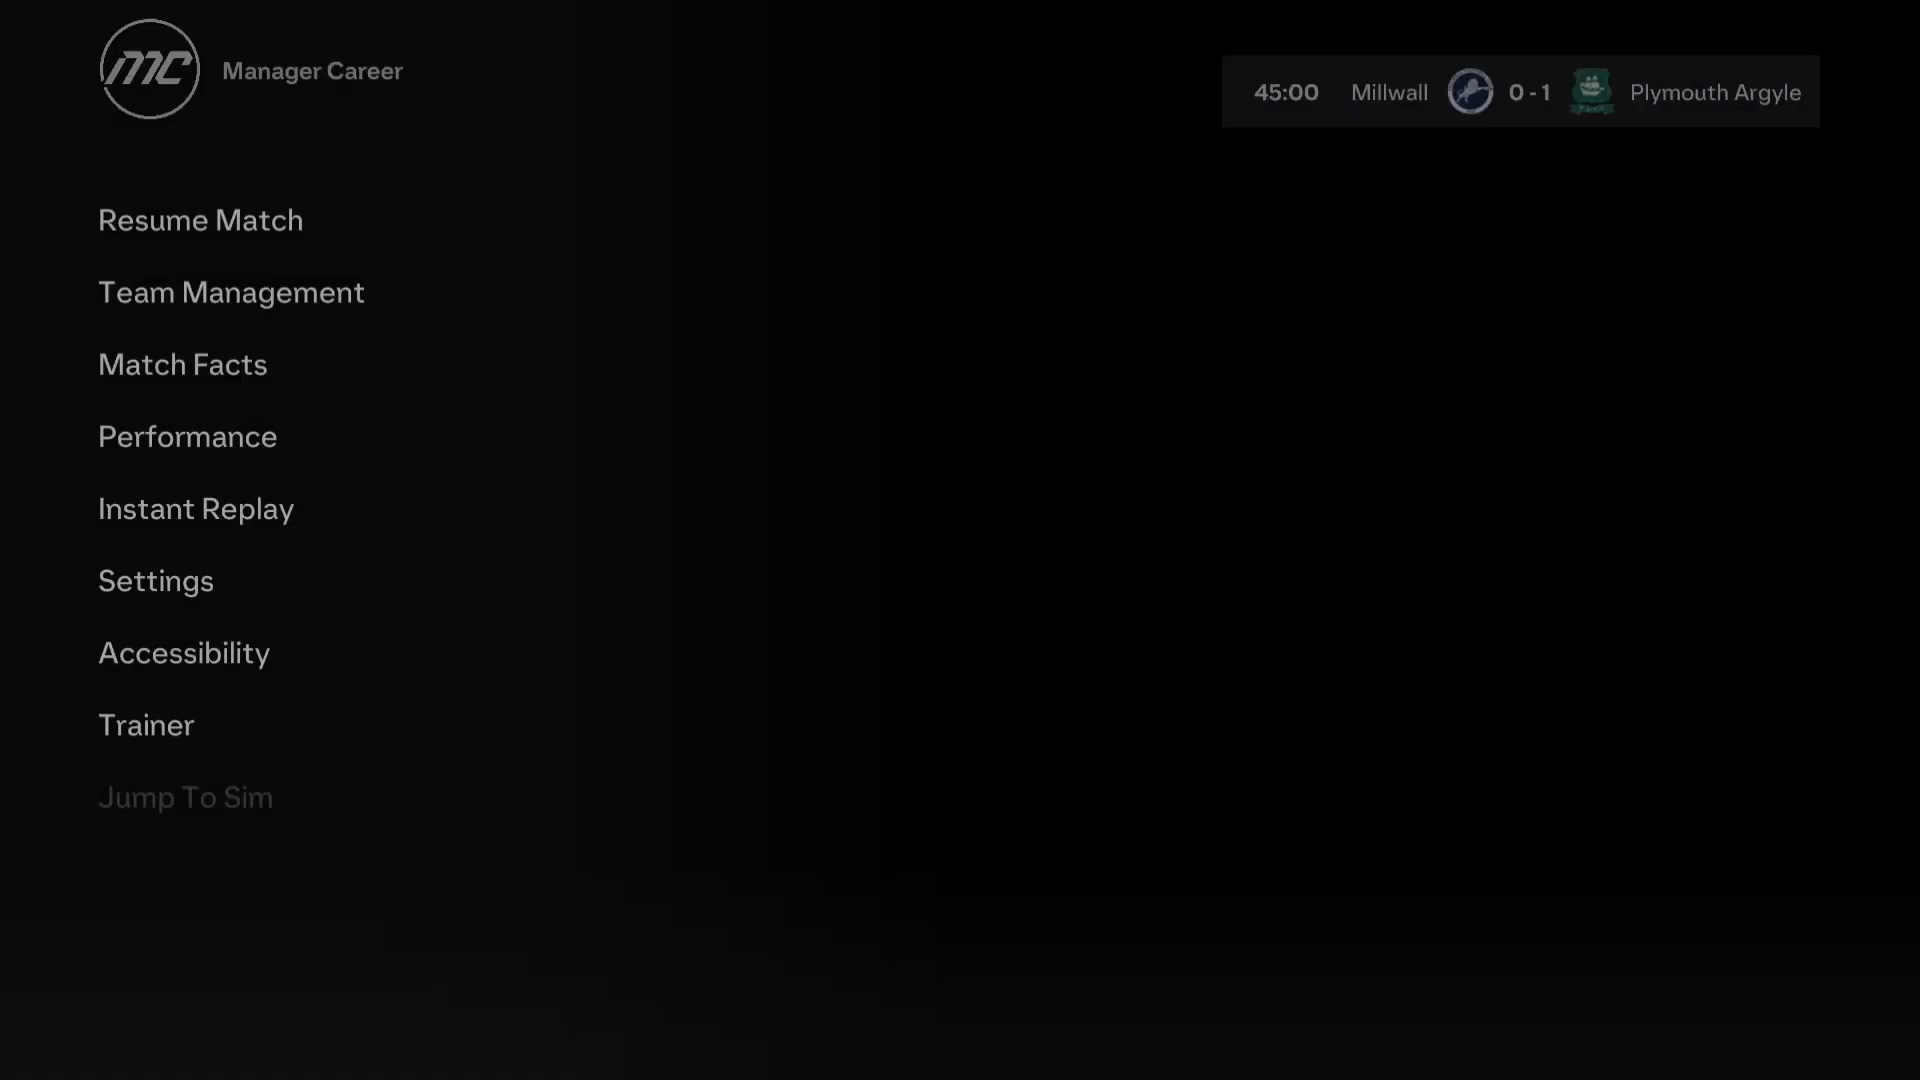 MC Manager Career
45:00 Millwall 0 - 1 Plymouth Argyle
Resume Match
Team Management
Match Facts
Performance
Instant Replay
Settings
Accessibility
Trainer
Jump To Sim